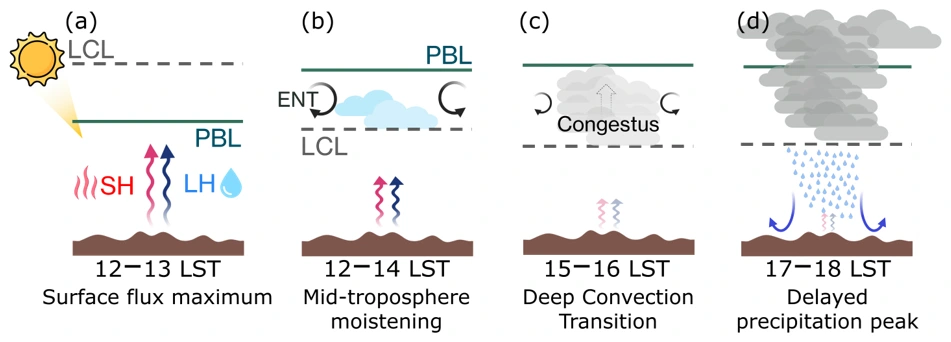 (a)
LCL
PBL
SH
LH
12−13 LST
Surface flux maximum
(b)
PBL
ENT
LCL
12−14 LST
Mid-troposphere
moistening
(c)
Congestus
15−16 LST
Deep Convection
Transition
(d)
17−18 LST
Delayed
precipitation peak